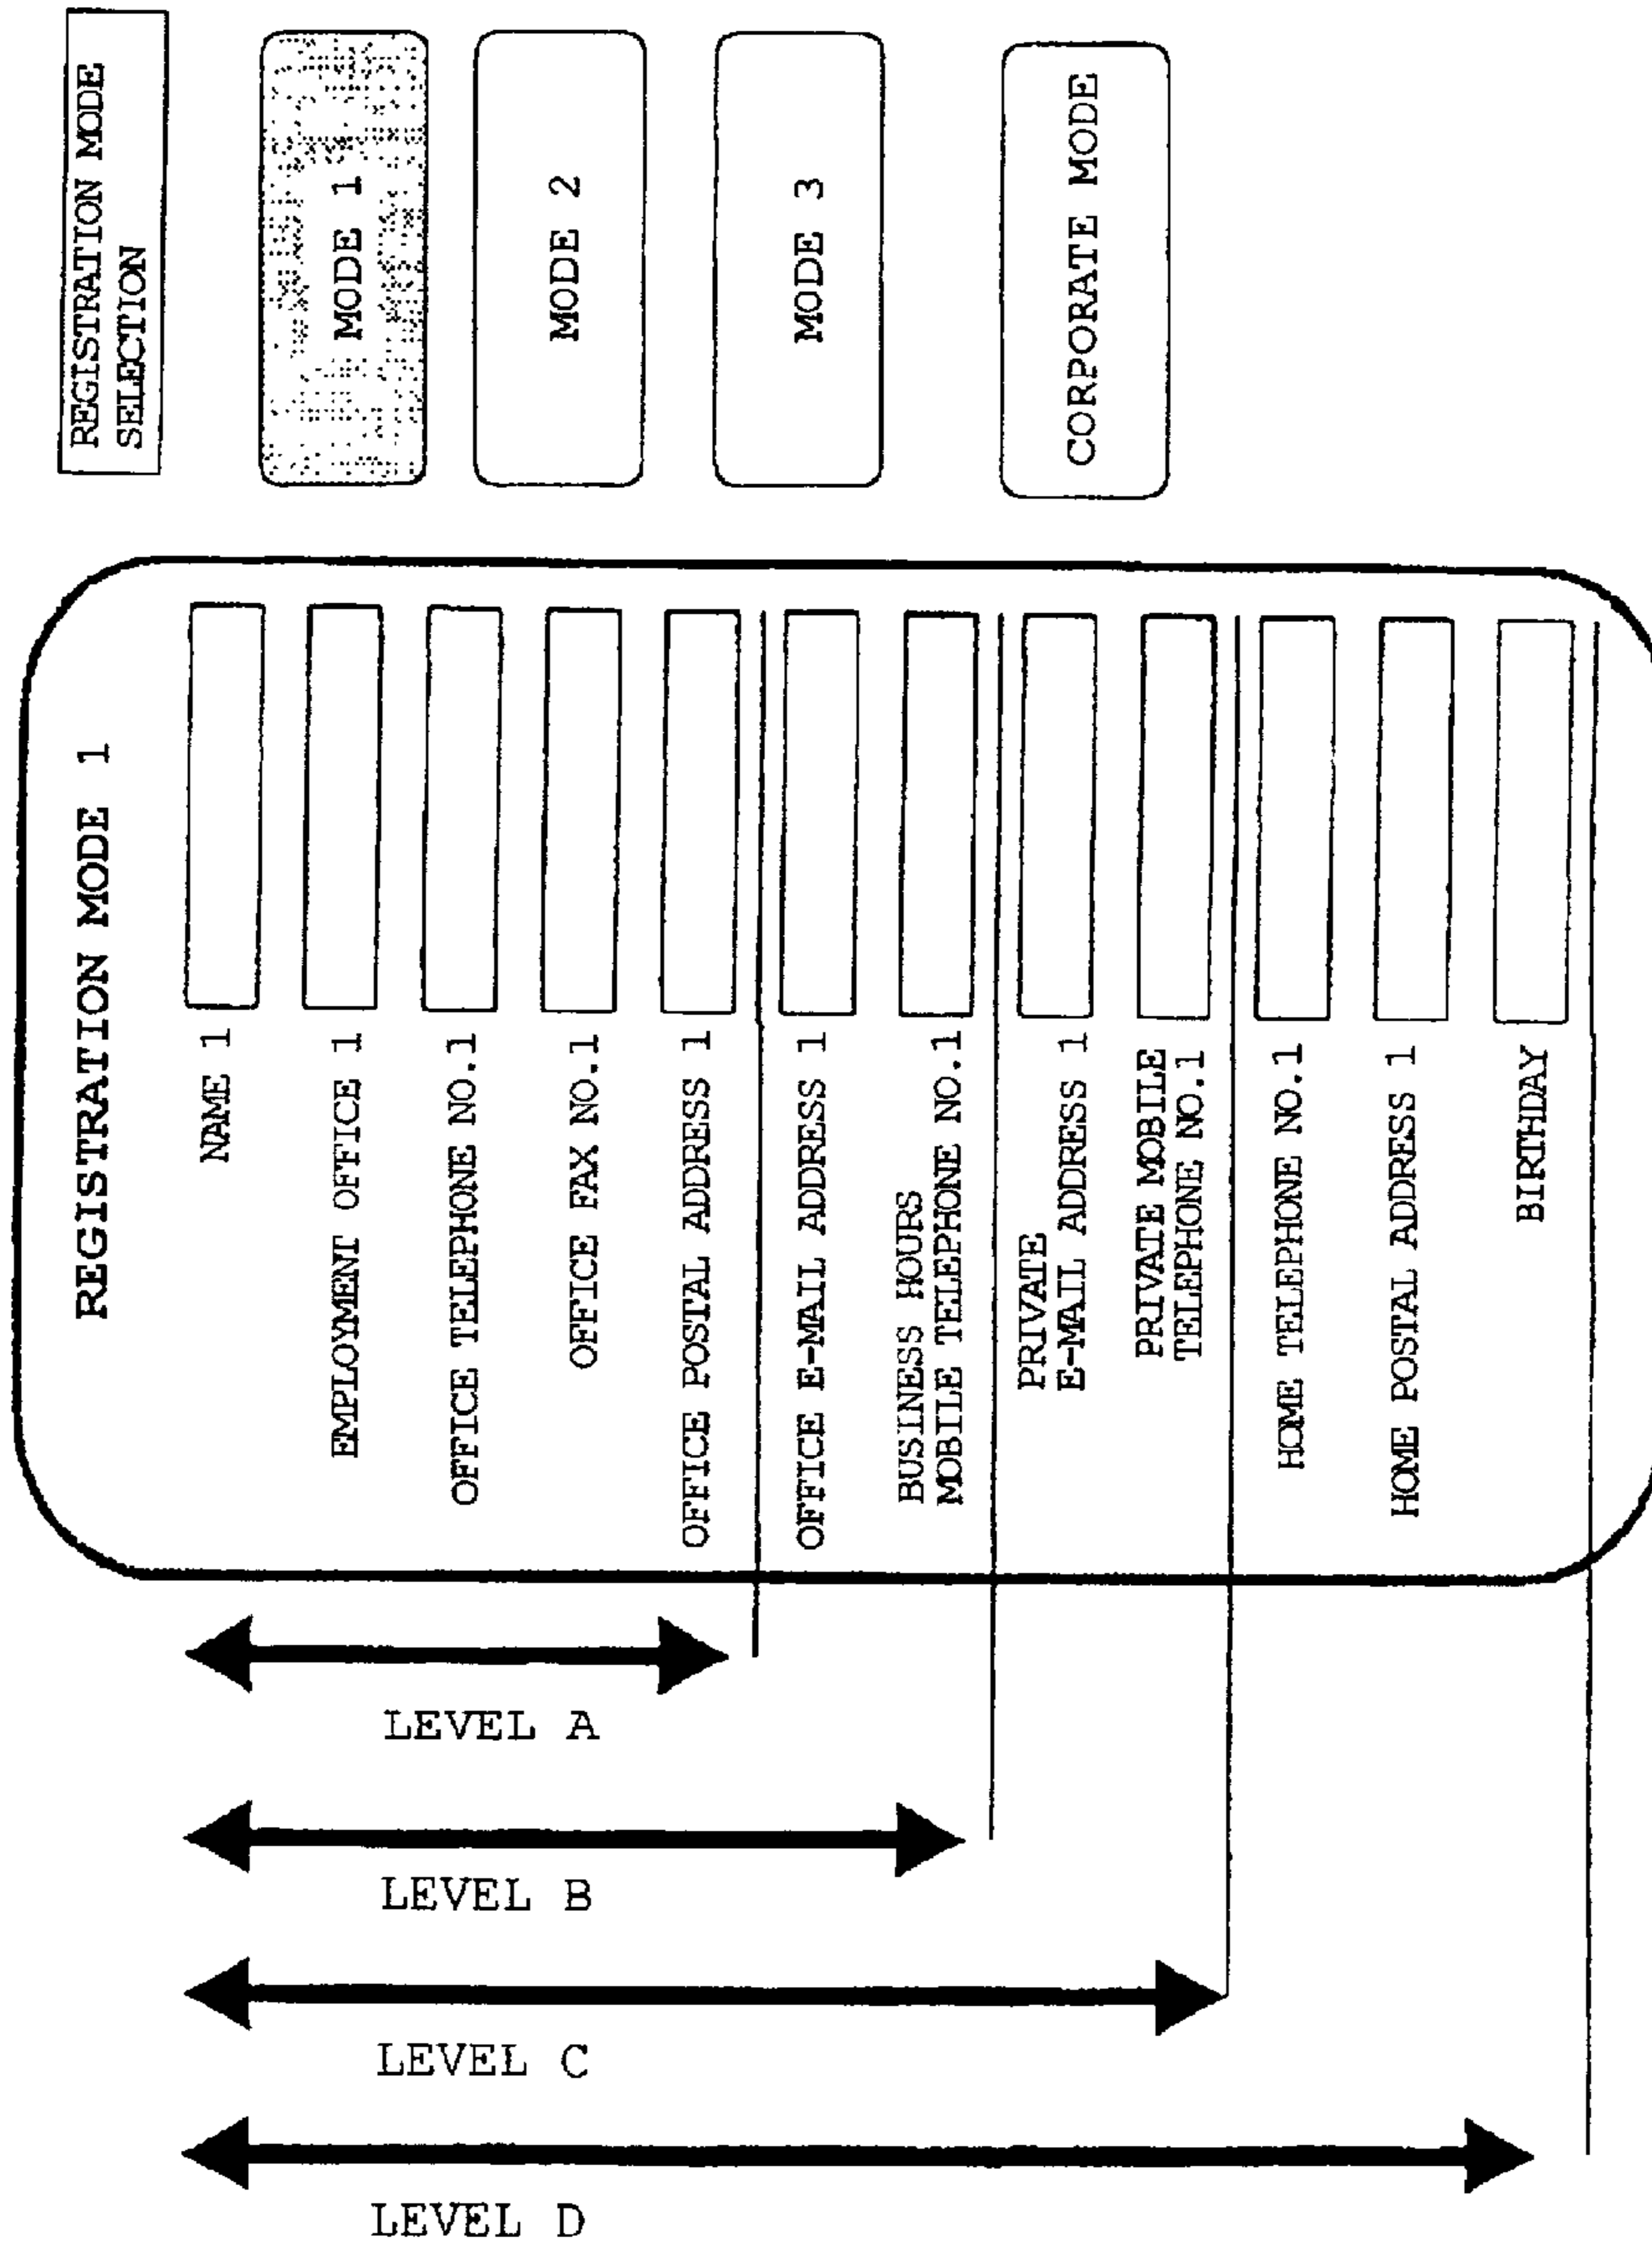 REGISTRATION MODE 1
NAME 1
EMPLOYMENT OFFICE 1
OFFICE TELEPHONE NO.1
OFFICE FAX NO.1
OFFICE POSTAL ADDRESS 1
OFFICE E-MAIL ADDRESS 1
BUSINESS HOURS
MOBILE TELEPHONE NO.1
PRIVATE
E-MAIL ADDRESS 1
PRIVATE MOBILE
TELEPHONE NO.1
HOME TELEPHONE NO.1
HOME POSTAL ADDRESS 1
BIRTHDAY
LEVEL A
LEVEL B
LEVEL C
LEVEL D
REGISTRATION MODE
SELECTION
MODE 1
MODE 2
MODE 3
CORPORATE MODE